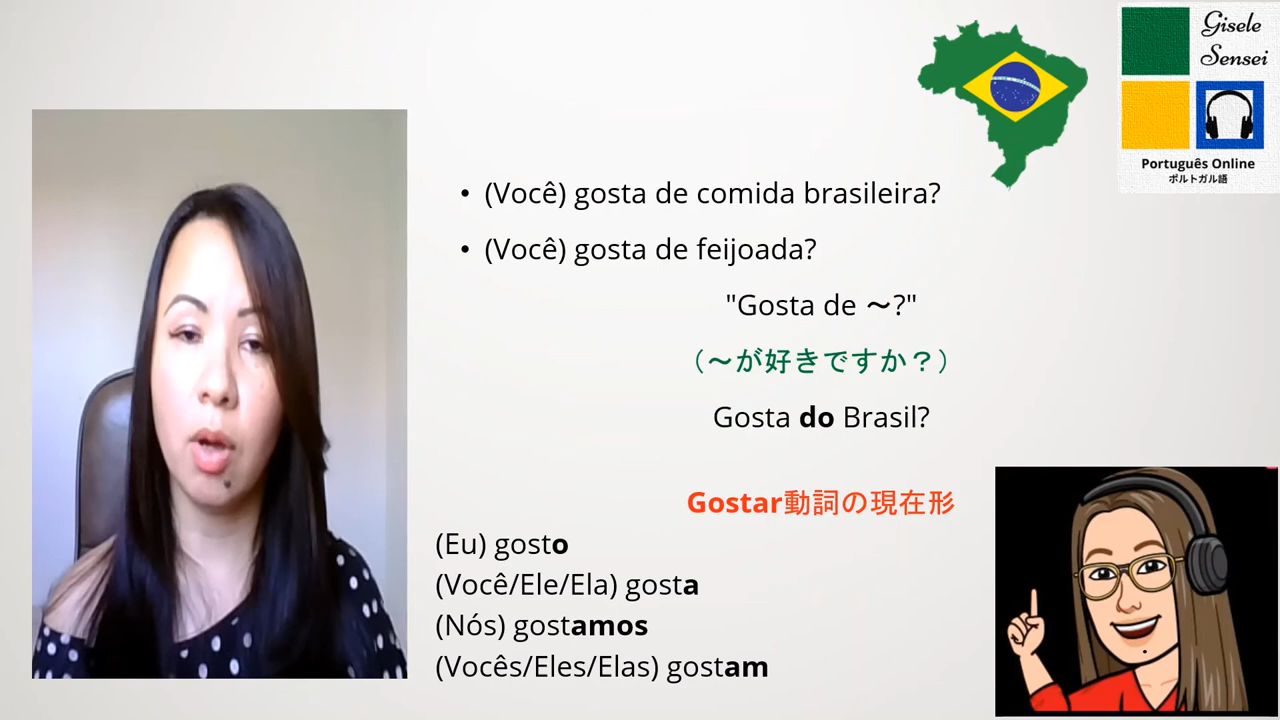 Gisele
Sensei
Português Online
ポルトガル語
• (Você) gosta de comida brasileira?
• (Você) gosta de feijoada?
"Gosta de ～?"
（～が好きですか？）
Gosta do Brasil?
Gostar動詞の現在形
(Eu) gosto
(Você/Ele/Ela) gosta
(Nós) gostamos
(Vocês/Eles/Elas) gostam